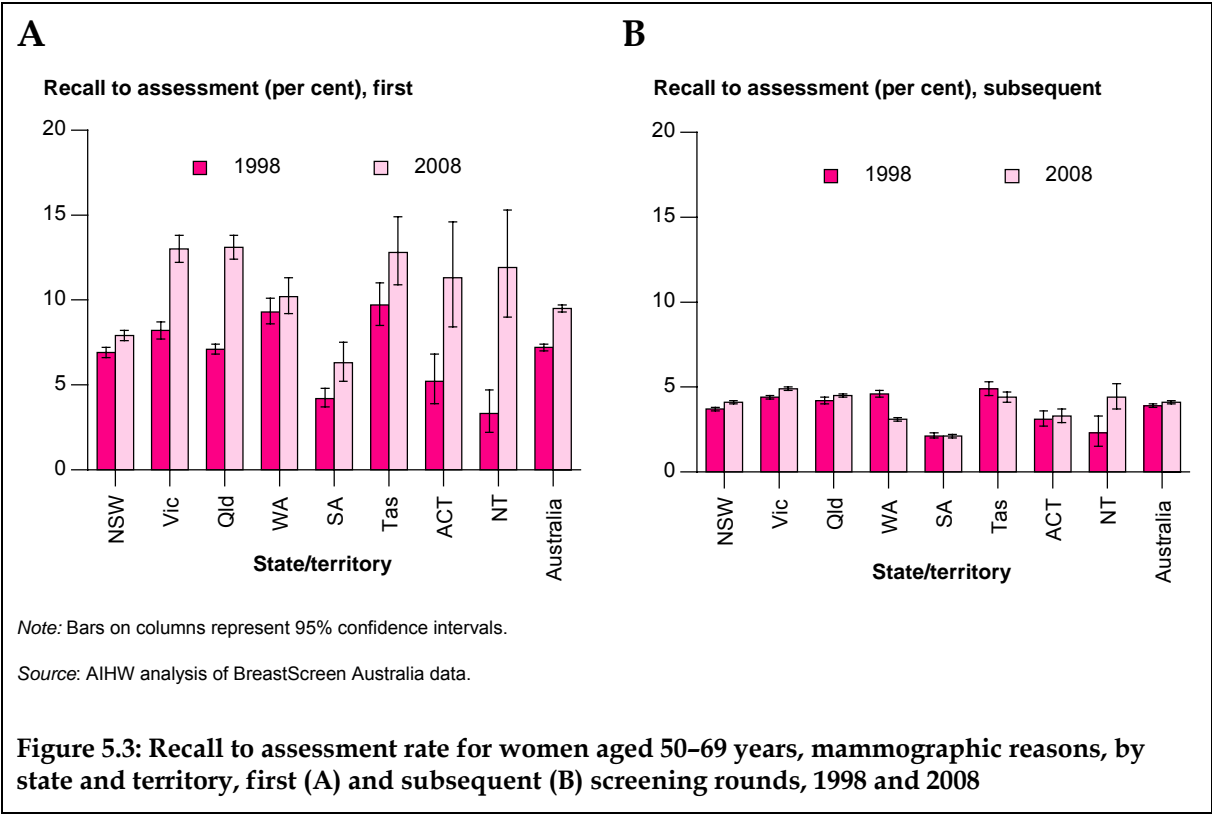 A
Recall to assessment (per cent), first
20
15
10
5
0
1998
2008
NSW
Vic
Qld
WA
SA
Tas
ACT
NT
Australia
State/territory
B
Recall to assessment (per cent), subsequent
20
15
10
5
0
1998
2008
NSW
Vic
Qld
WA
SA
Tas
ACT
NT
Australia
State/territory
Note: Bars on columns represent 95% confidence intervals.
Source: AIHW analysis of BreastScreen Australia data.
Figure 5.3: Recall to assessment rate for women aged 50–69 years, mammographic reasons, by
state and territory, first (A) and subsequent (B) screening rounds, 1998 and 2008